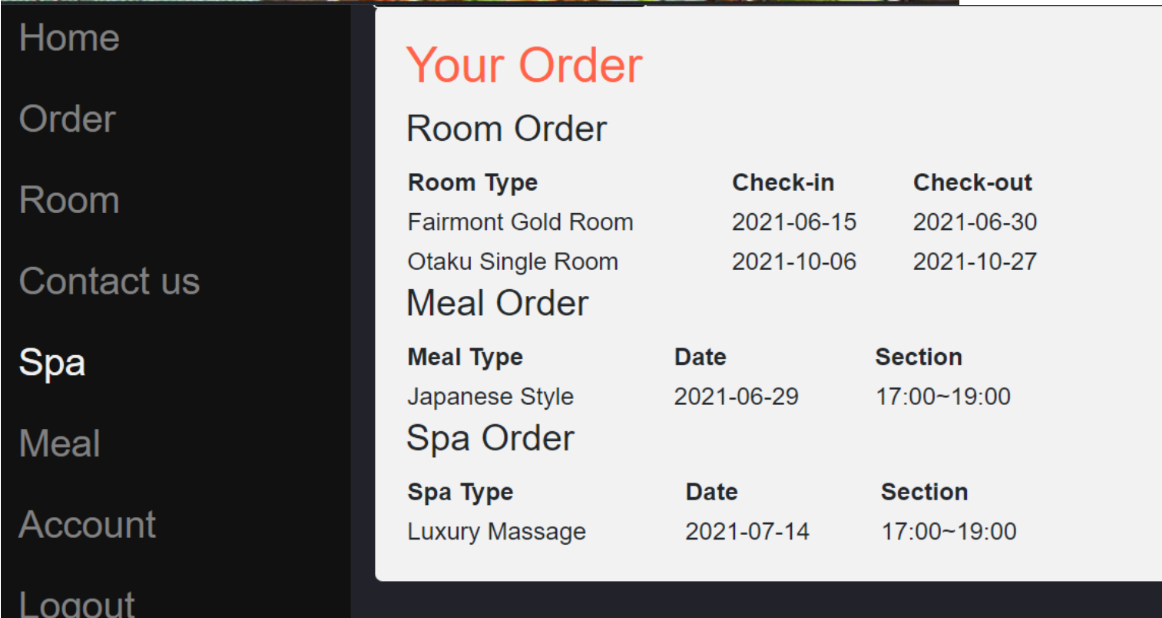 Home
Order
Room
Contact us
Spa
Meal
Account
Logout
Your Order
Room Order
Room Type Check-in Check-out
Fairmont Gold Room 2021-06-15 2021-06-30
Otaku Single Room 2021-10-06 2021-10-27
Meal Order
Meal Type Date Section
Japanese Style 2021-06-29 17:00~19:00
Spa Order
Spa Type Date Section
Luxury Massage 2021-07-14 17:00~19:00